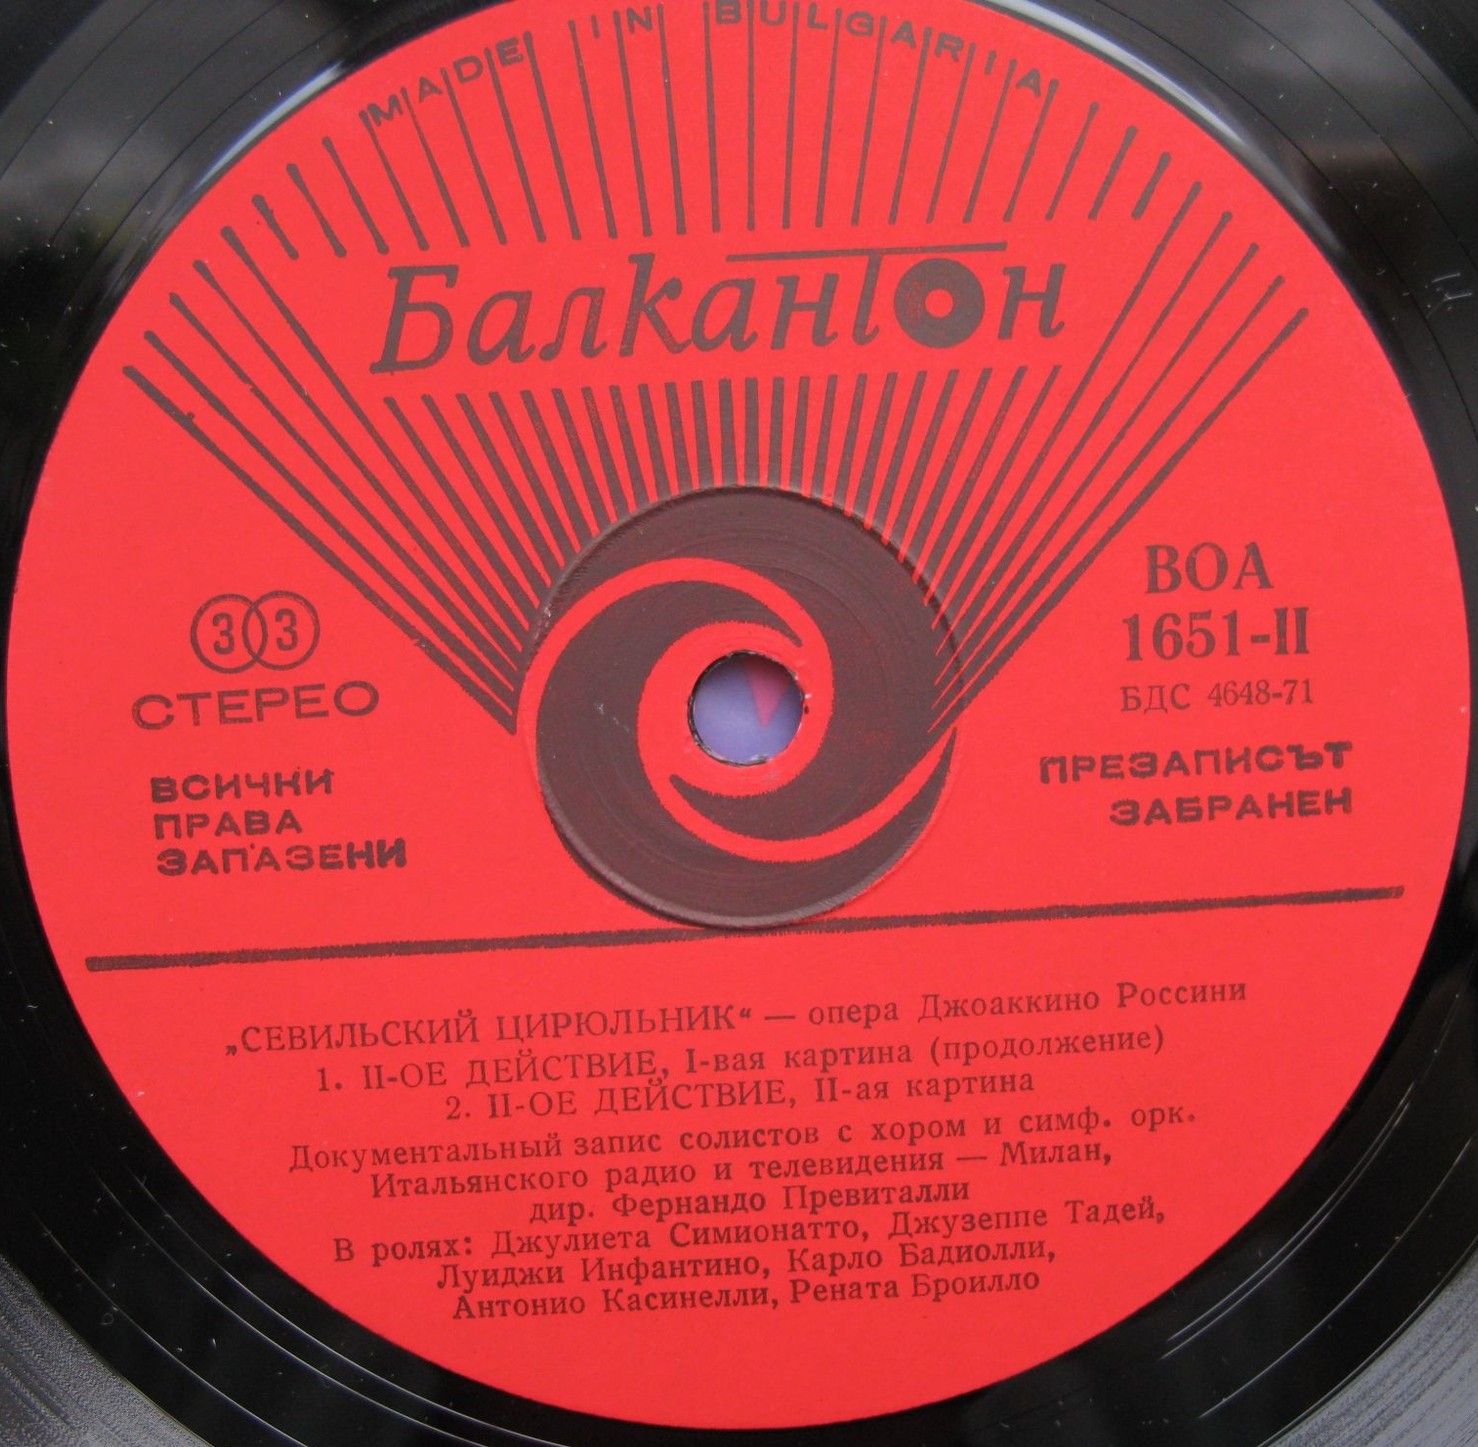 MADE IN BULGARIA
Балкантон
33
СТЕРЕО
ВСИЧКИ
ПРАВА
ЗАПАЗЕНИ
ВОА
1651-II
БДС 4648-71
ПРЕЗАПИСЪТ
ЗАБРАНЕН
„СЕВИЛЬСКИЙ ЦИРЮЛЬНИК“ — опера Джоаккино Россини
1. II-ОЕ ДЕЙСТВИЕ, I-вая картина (продолжение)
2. II-ОЕ ДЕЙСТВИЕ, II-ая картина
Документальный запис солистов с хором и симф. орк.
Итальянского радио и телевидения — Милан,
дир. Фернандо Превиталли
В ролях: Джулиета Симионатто, Джузеппе Тадей,
Луиджи Инфантино, Карло Бадиолли,
Антонио Касинелли, Рената Броилло